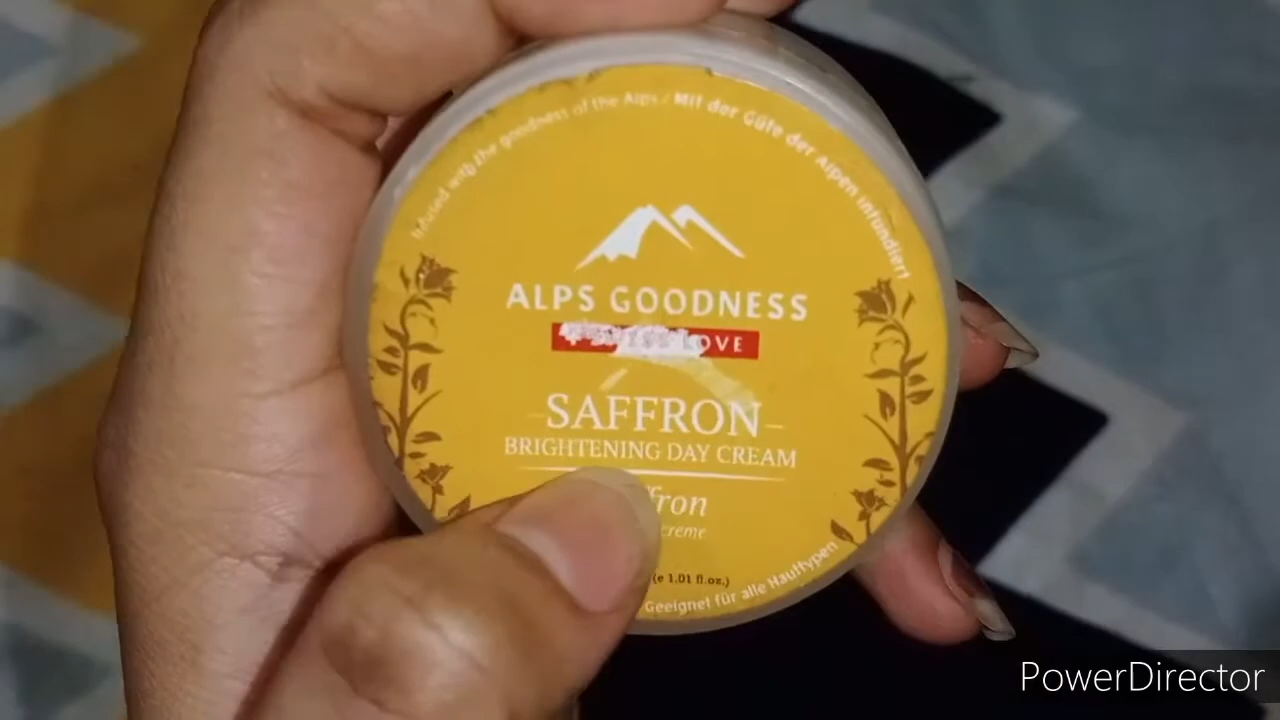 Infused with the goodness of the Alps / Mit der Güte der Alpen infundiert
ALPS GOODNESS
LOVE
SAFFRON
BRIGHTENING DAY CREAM
creme
(e 1.01 fl.oz.)
Geeignet für alle Hauttypen
PowerDirector